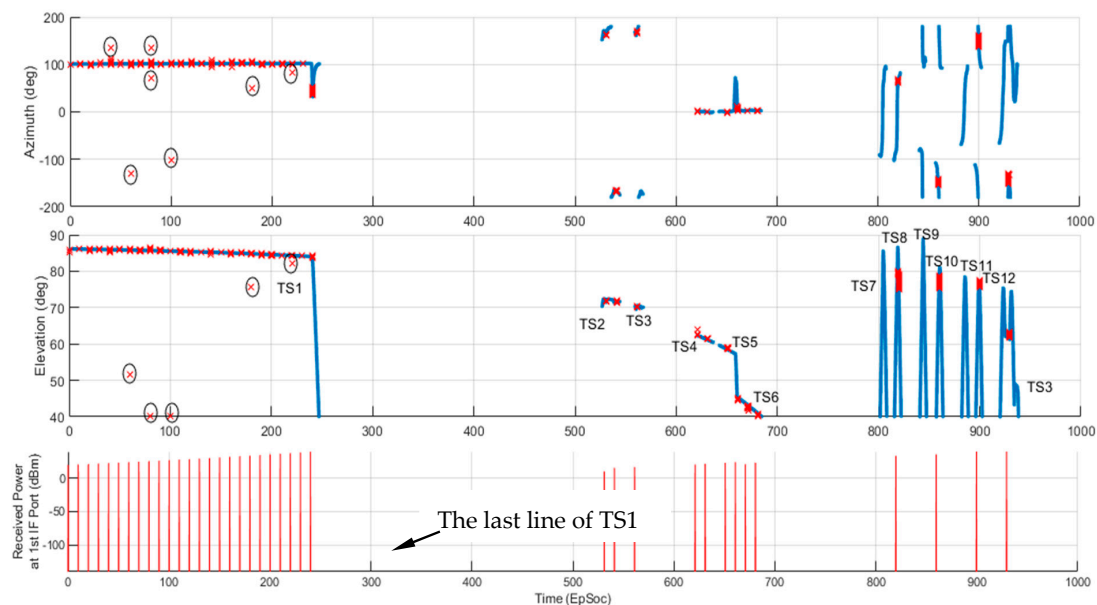 200
100
0
-100
-200
Azimuth (deg)
0 100 200 300 400 500 600 700 800 900 1000
90
80
70
60
50
40
Elevation (deg)
TS1
TS2
TS3
TS4
TS5
TS6
TS7
TS8
TS9
TS10
TS11
TS12
TS3
0 100 200 300 400 500 600 700 800 900 1000
0
-50
-100
Received Power
at 1st IF Port (dBm)
The last line of TS1
0 100 200 300 400 500 600 700 800 900 1000
Time (EpSoc)